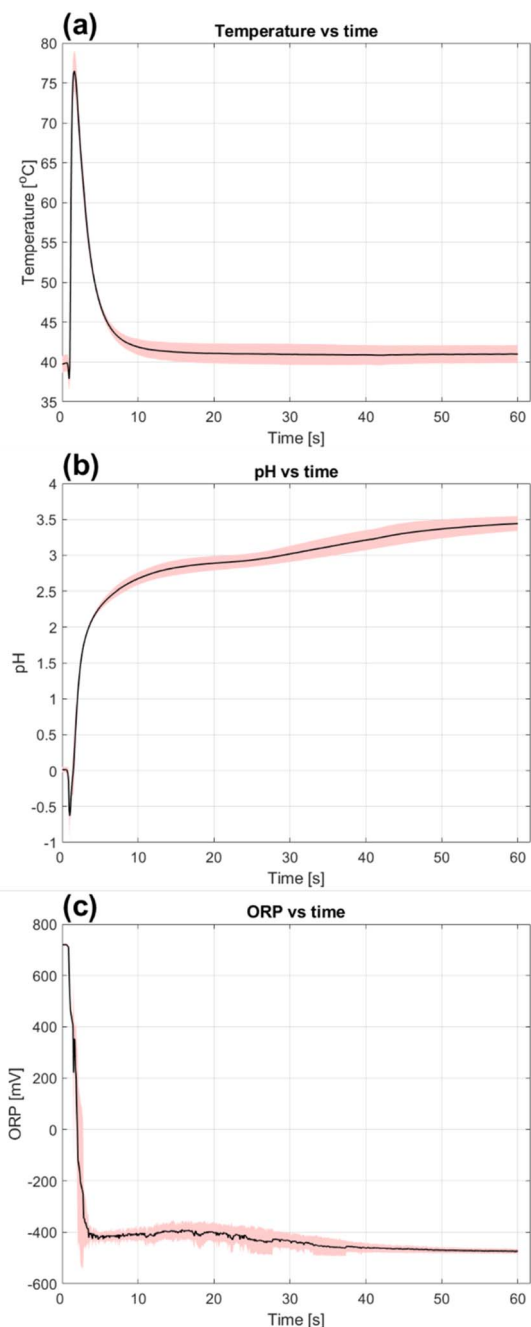 (a)
Temperature vs time
80
75
70
65
60
55
50
45
40
35
Temperature [°C]
0 10 20 30 40 50 60
Time [s]
(b)
pH vs time
4
3.5
3
2.5
2
1.5
1
0.5
0
-0.5
-1
pH
0 10 20 30 40 50 60
Time [s]
(c)
ORP vs time
800
600
400
200
0
-200
-400
-600
ORP [mV]
0 10 20 30 40 50 60
Time [s]